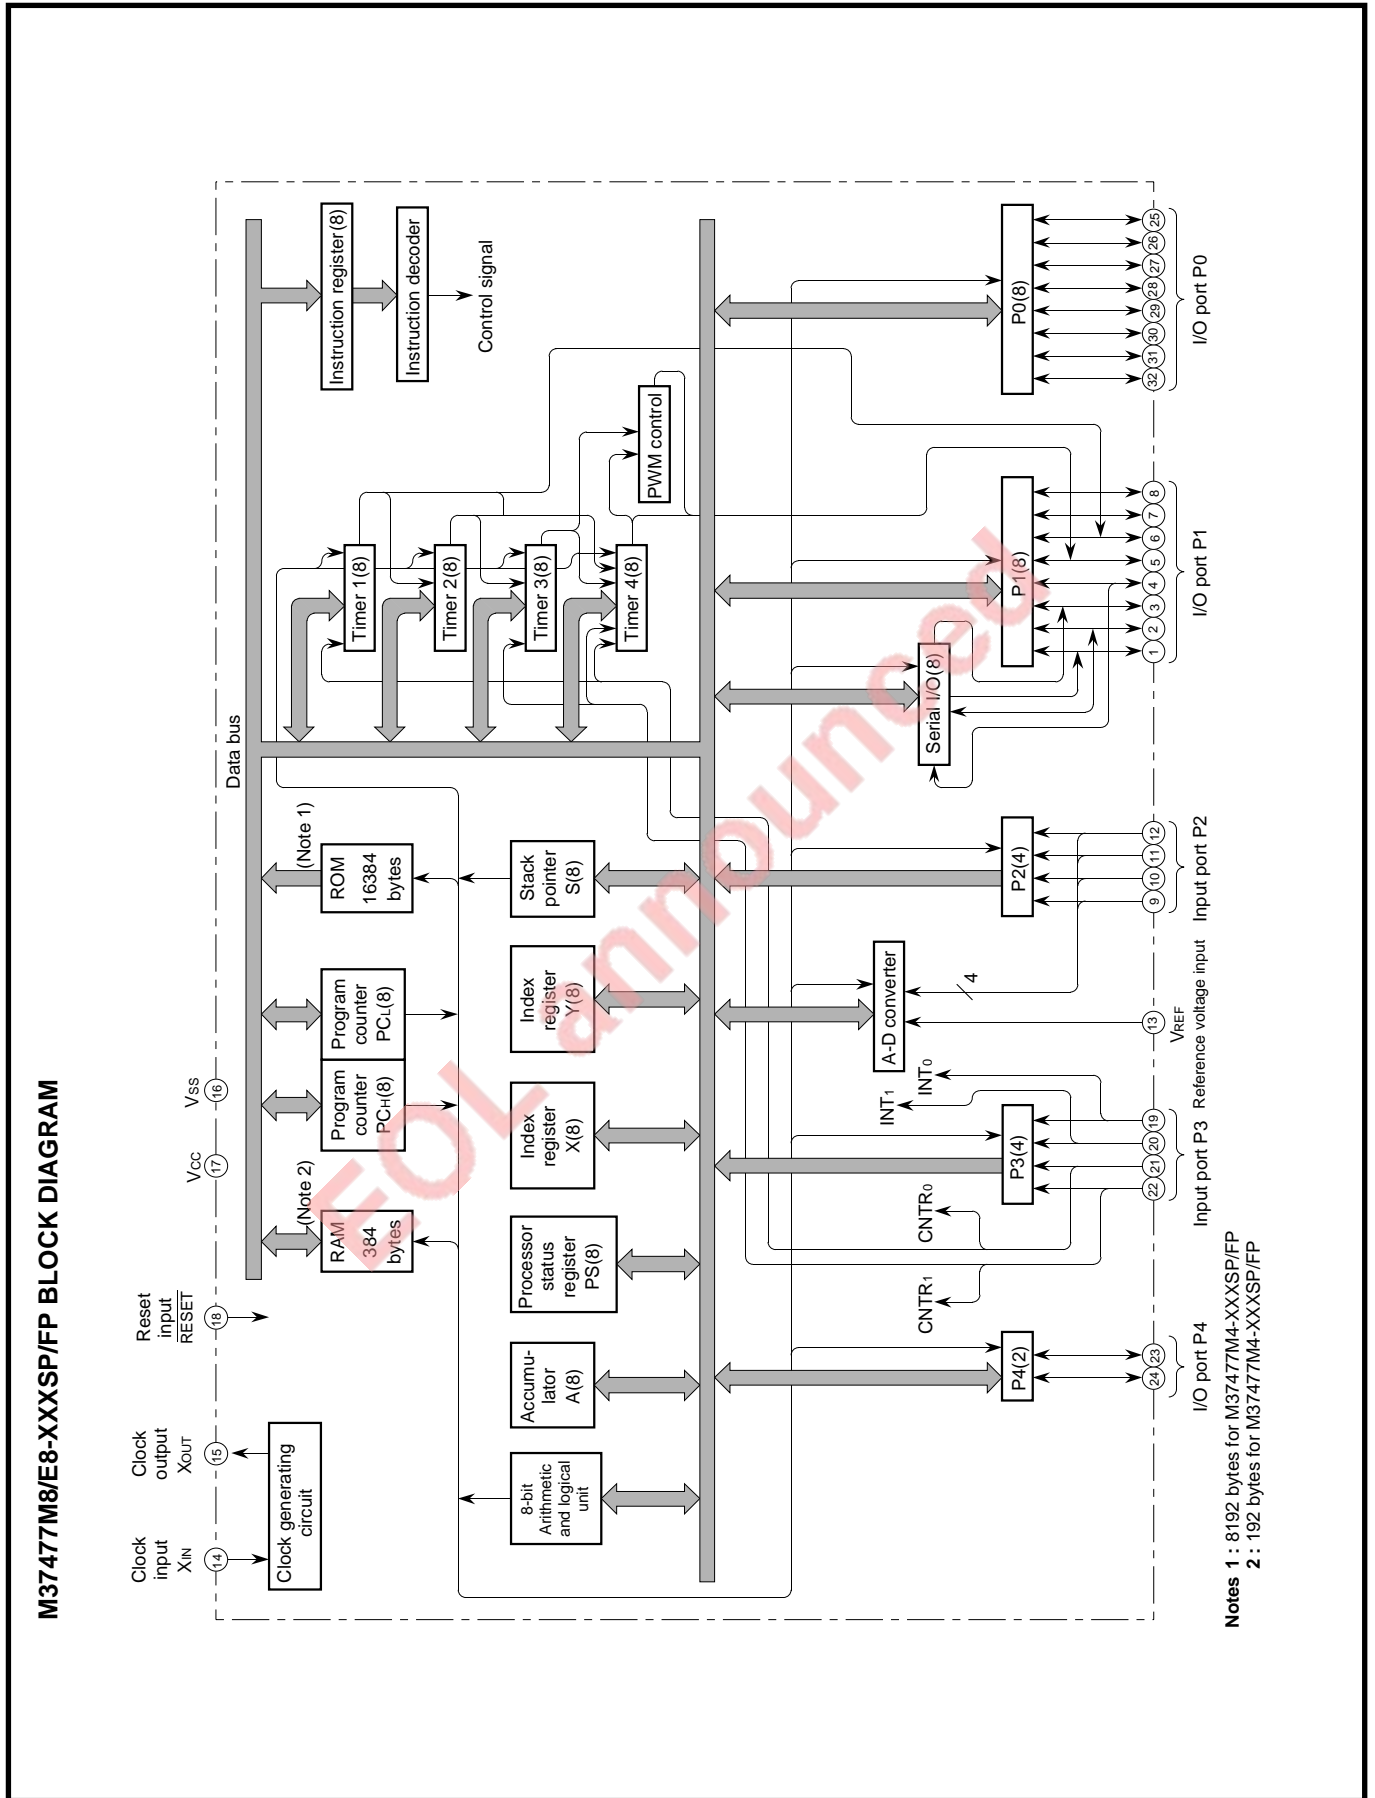 M37477M8/E8-XXXSP/FP BLOCK DIAGRAM
Clock
input
XIN
14
Clock
output
XOUT
15
Reset
input
RESET
18
VCC
17
VSS
16
Clock generating
circuit
Data bus
RAM
384
bytes
(Note 2)
Program
counter
PCH(8)
Program
counter
PCL(8)
ROM
16384
bytes
(Note 1)
Timer 1(8)
Timer 2(8)
Timer 3(8)
Timer 4(8)
PWM control
Instruction register(8)
Instruction decoder
Control signal
8-bit
Arithmetic
and logical
unit
Accumu-
lator
A(8)
Processor
status
register
PS(8)
Index
register
X(8)
Index
register
Y(8)
Stack
pointer
S(8)
CNTR1
CNTR0
INT1
INT0
A-D converter
4
Serial I/O(8)
P4(2)
P3(4)
P2(4)
P1(8)
P0(8)
24 23
22 21 20 19
13
9 10 11 12
1 2 3 4 5 6 7 8
32 31 30 29 28 27 26 25
I/O port P4
Input port P3
VREF
Reference voltage input
Input port P2
I/O port P1
I/O port P0
Notes 1 : 8192 bytes for M37477M4-XXXSP/FP
2 : 192 bytes for M37477M4-XXXSP/FP
EOL announced